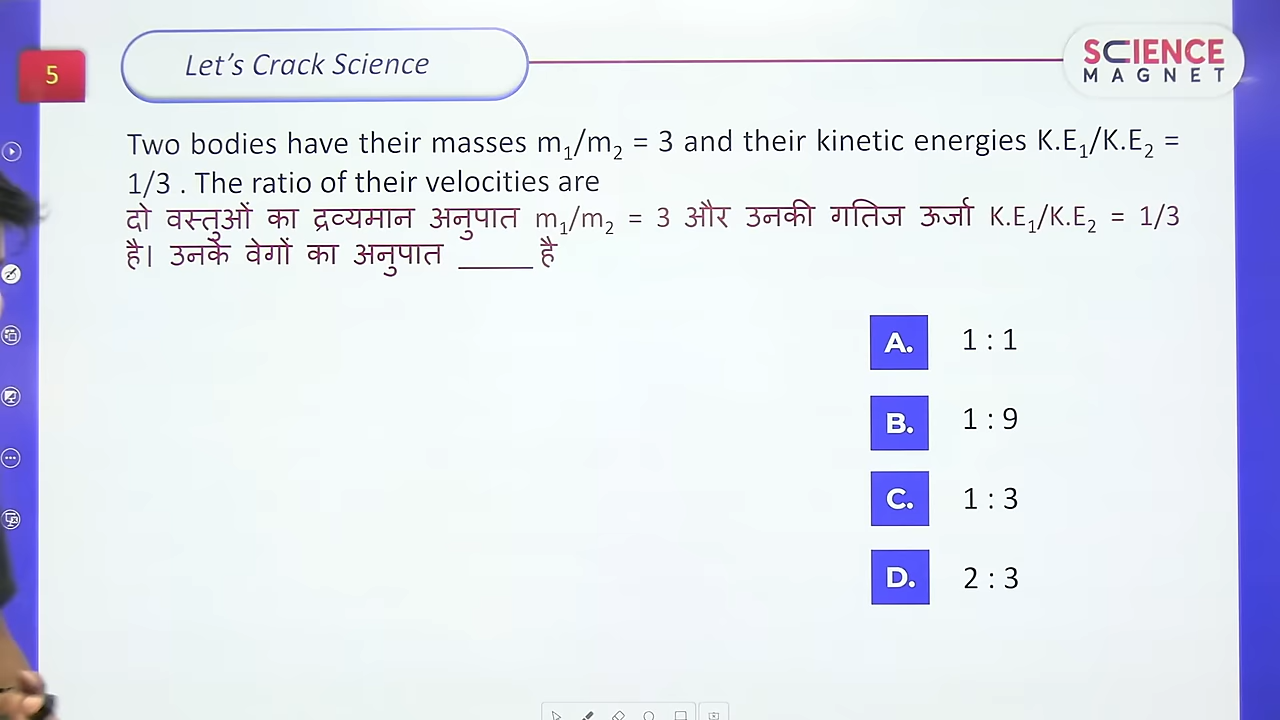 5
Let's Crack Science
SCIENCE
MAGNET
Two bodies have their masses m₁/m₂ = 3 and their kinetic energies K.E₁/K.E₂ =
1/3 . The ratio of their velocities are
दो वस्तुओं का द्रव्यमान अनुपात m₁/m₂ = 3 और उनकी गतिज ऊर्जा K.E₁/K.E₂ = 1/3
है। उनके वेगों का अनुपात _____ है
A. 1 : 1
B. 1 : 9
C. 1 : 3
D. 2 : 3